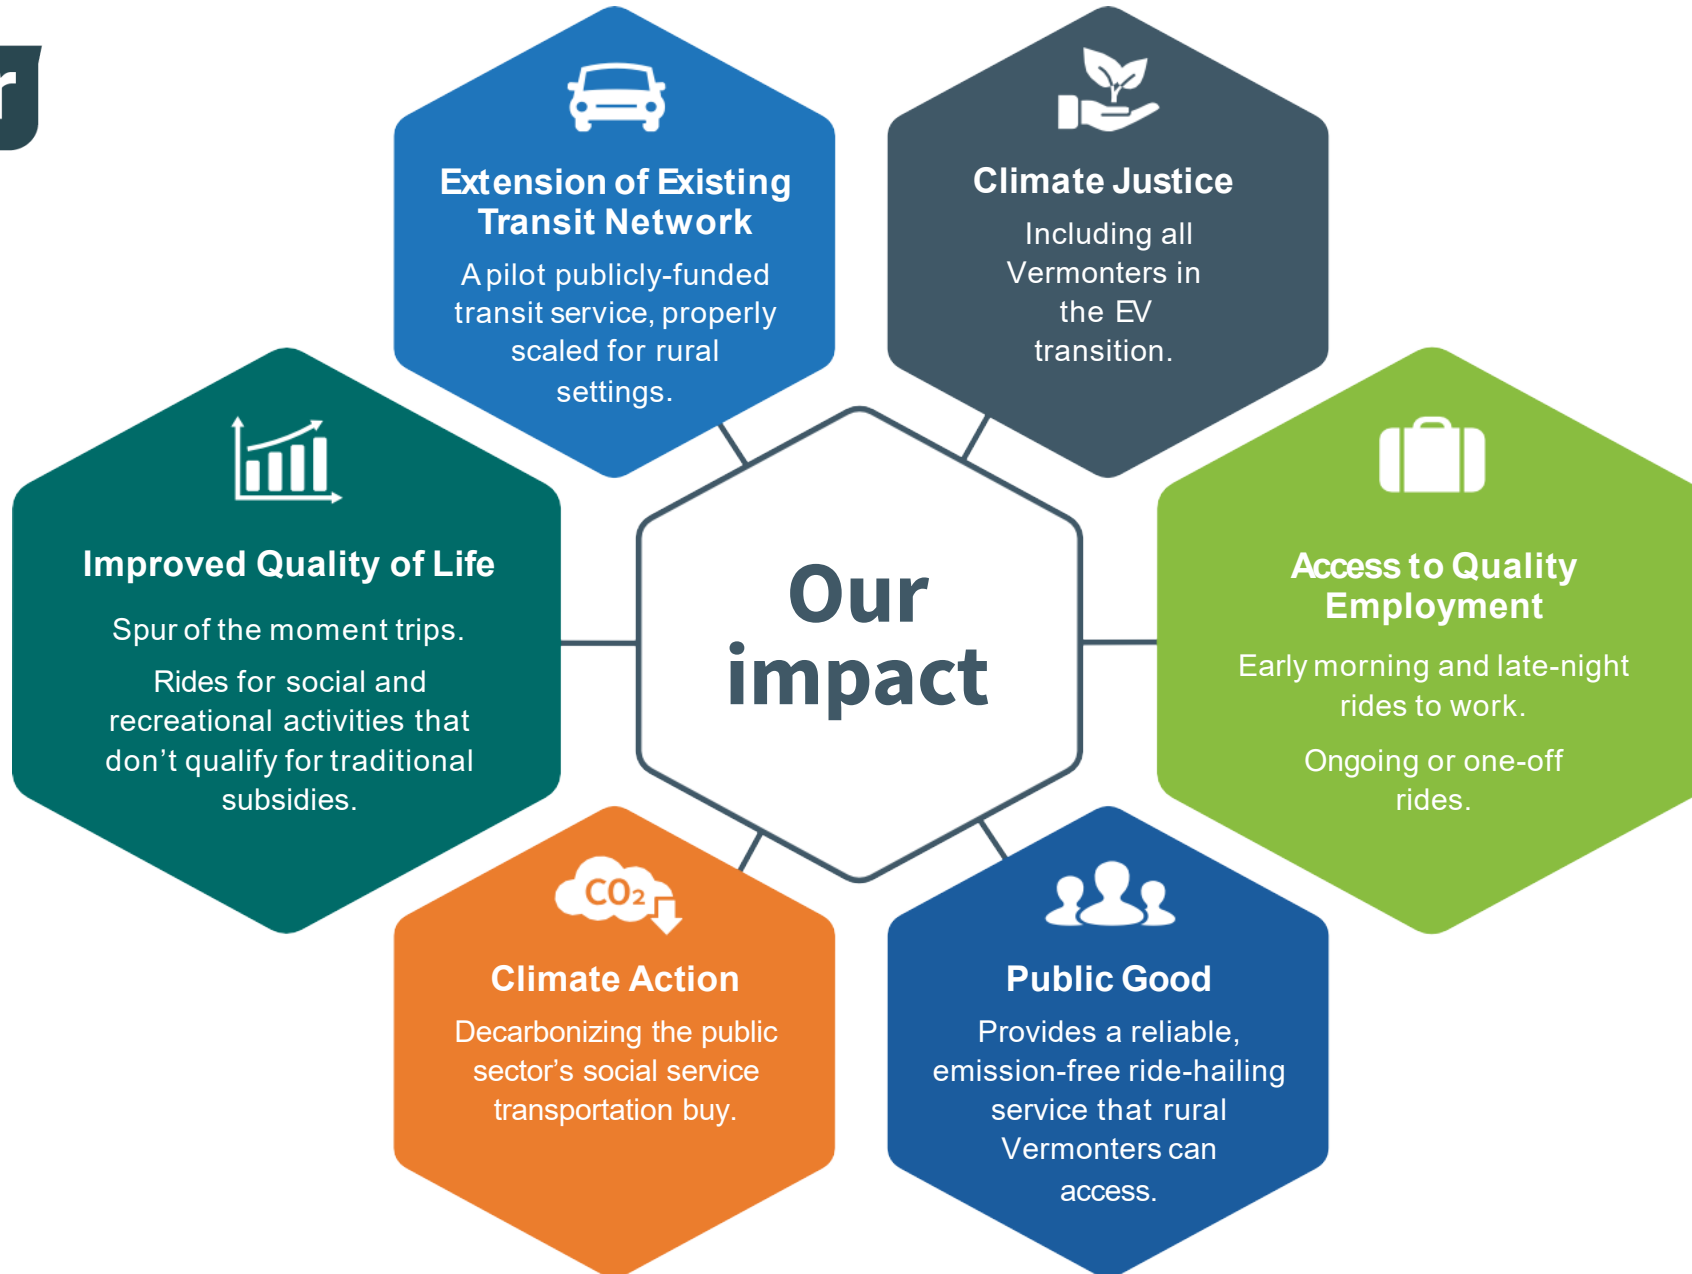 r
Extension of Existing
Transit Network
A pilot publicly-funded
transit service, properly
scaled for rural
settings.
Climate Justice
Including all
Vermonters in
the EV
transition.
Improved Quality of Life
Spur of the moment trips.
Rides for social and
recreational activities that
don’t qualify for traditional
subsidies.
Our
impact
Access to Quality
Employment
Early morning and late-night
rides to work.
Ongoing or one-off
rides.
CO₂
Climate Action
Decarbonizing the public
sector’s social service
transportation buy.
Public Good
Provides a reliable,
emission-free ride-hailing
service that rural
Vermonters can
access.